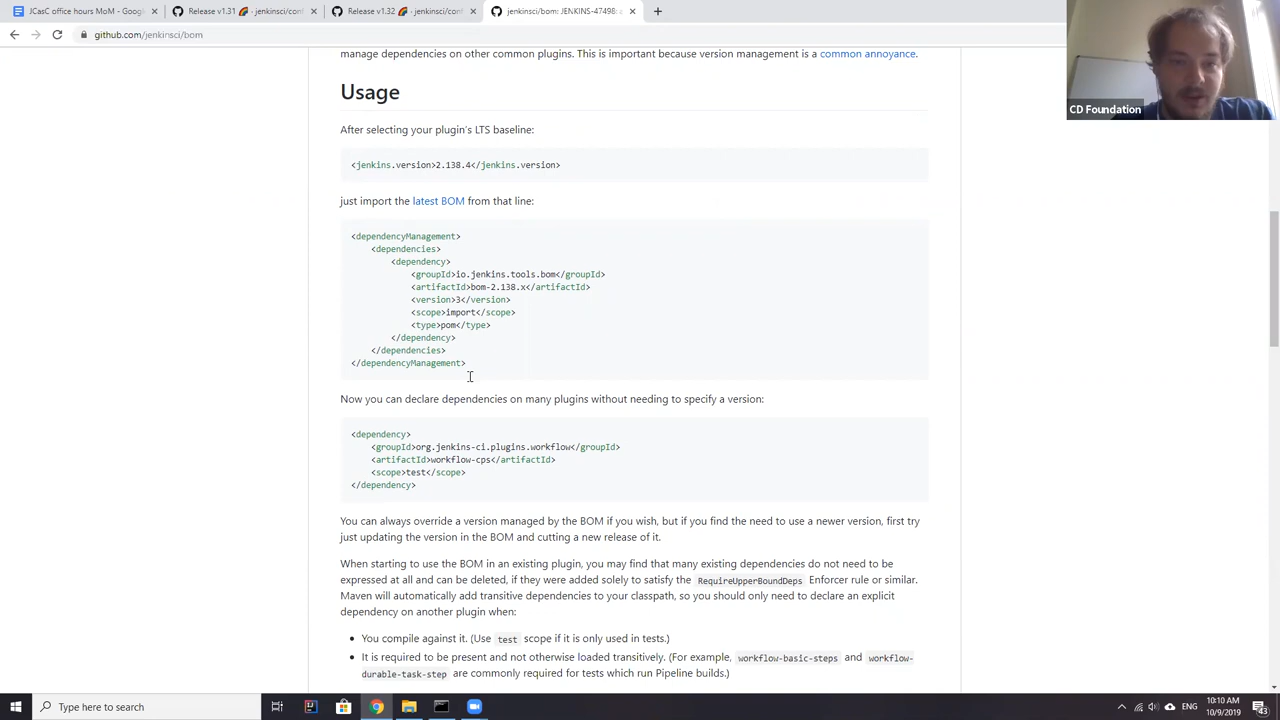 JCasC office hours MoM - Goog
Release v1.31 🌈 · jenkinsci/conf
Release v1.32 🌈 · jenkinsci/conf
jenkinsci/bom: JENKINS-47498: c
github.com/jenkinsci/bom
manage dependencies on other common plugins. This is important because version management is a common annoyance.
Usage
After selecting your plugin's LTS baseline:
<jenkins.version>2.138.4</jenkins.version>
just import the latest BOM from that line:
<dependencyManagement>
<dependencies>
<dependency>
<groupId>io.jenkins.tools.bom</groupId>
<artifactId>bom-2.138.x</artifactId>
<version>3</version>
<scope>import</scope>
<type>pom</type>
</dependency>
</dependencies>
</dependencyManagement>
Now you can declare dependencies on many plugins without needing to specify a version:
<dependency>
<groupId>org.jenkins-ci.plugins.workflow</groupId>
<artifactId>workflow-cps</artifactId>
<scope>test</scope>
</dependency>
You can always override a version managed by the BOM if you wish, but if you find the need to use a newer version, first try
just updating the version in the BOM and cutting a new release of it.
When starting to use the BOM in an existing plugin, you may find that many existing dependencies do not need to be
expressed at all and can be deleted, if they were added solely to satisfy the RequireUpperBoundDeps Enforcer rule or similar.
Maven will automatically add transitive dependencies to your classpath, so you should only need to declare an explicit
dependency on another plugin when:
• You compile against it. (Use test scope if it is only used in tests.)
• It is required to be present and not otherwise loaded transitively. (For example, workflow-basic-steps and workflow-
durable-task-step are commonly required for tests which run Pipeline builds.)
CD Foundation
Type here to search
ENG
10:10 AM
10/9/2019
43